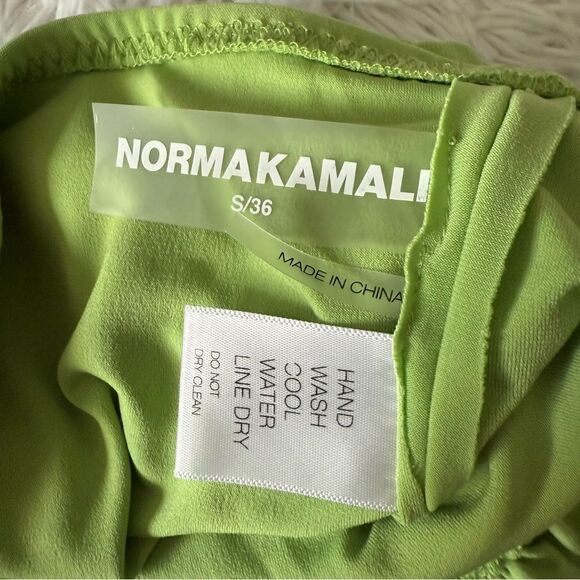 NORMA KAMALI
S/36
MADE IN CHINA
HAND
WASH
COOL
WATER
LINE DRY
DO NOT
DRY CLEAN